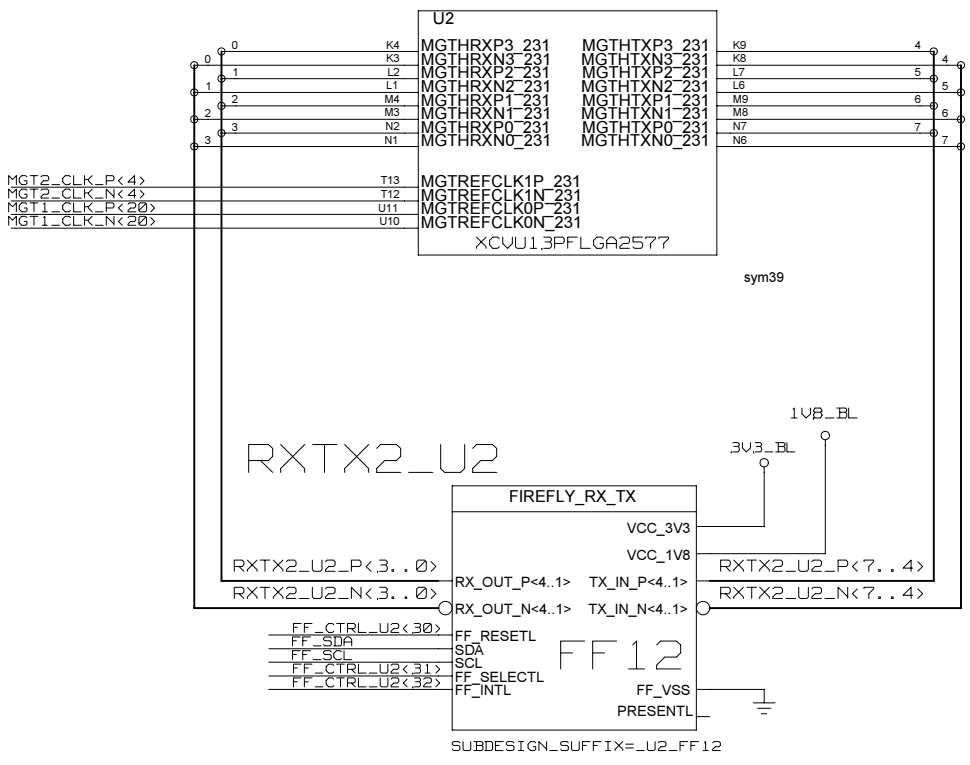 U2
0 K4 MGTHRXP3_231 MGTHTXP3_231 K9 4
0 K3 MGTHRXN3_231 MGTHTXN3_231 K8 4
1 L2 MGTHRXP2_231 MGTHTXP2_231 L7 5
1 L1 MGTHRXN2_231 MGTHTXN2_231 L6 5
2 M4 MGTHRXP1_231 MGTHTXP1_231 M9 6
2 M3 MGTHRXN1_231 MGTHTXN1_231 M8 6
3 N2 MGTHRXP0_231 MGTHTXP0_231 N7 7
3 N1 MGTHRXN0_231 MGTHTXN0_231 N6 7
MGT2_CLK_P<4> T13 MGTREFCLK1P_231
MGT2_CLK_N<4> T12 MGTREFCLK1N_231
MGT1_CLK_P<20> U11 MGTREFCLK0P_231
MGT1_CLK_N<20> U10 MGTREFCLK0N_231
XCVU13PFLGA2577
sym39
1V8_BL
3V3_BL
RXTX2_U2
FIREFLY_RX_TX
VCC_3V3
VCC_1V8
RXTX2_U2_P<3..0> RX_OUT_P<4..1> TX_IN_P<4..1> RXTX2_U2_P<7..4>
RXTX2_U2_N<3..0> RX_OUT_N<4..1> TX_IN_N<4..1> RXTX2_U2_N<7..4>
FF_CTRL_U2<30> FF_RESETL
FF_SDA SDA
FF_SCL SCL
FF_CTRL_U2<31> FF_SELECTL
FF_CTRL_U2<32> FF_INTL
FF12
FF_VSS
PRESENTL
SUBDESIGN_SUFFIX=_U2_FF12